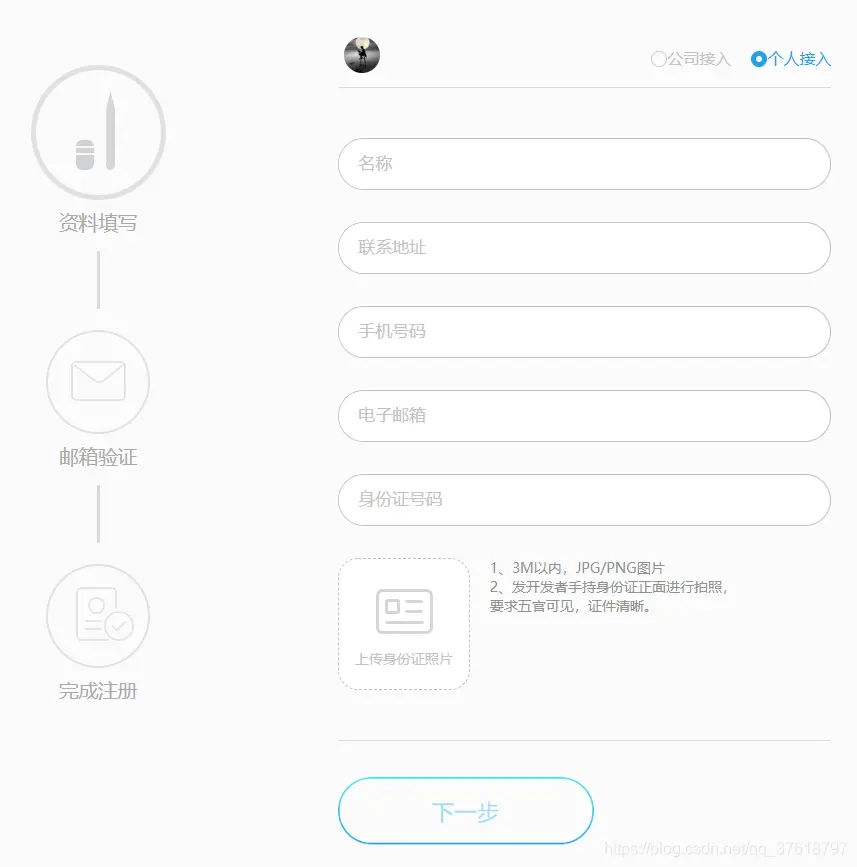 公司接入
个人接入
资料填写
邮箱验证
完成注册
名称
联系地址
手机号码
电子邮箱
身份证号码
上传身份证照片
1、3M以内，JPG/PNG图片
2、发开发者手持身份证正面进行拍照，
要求五官可见，证件清晰。
下一步
https://blog.csdn.net/qq_37618797